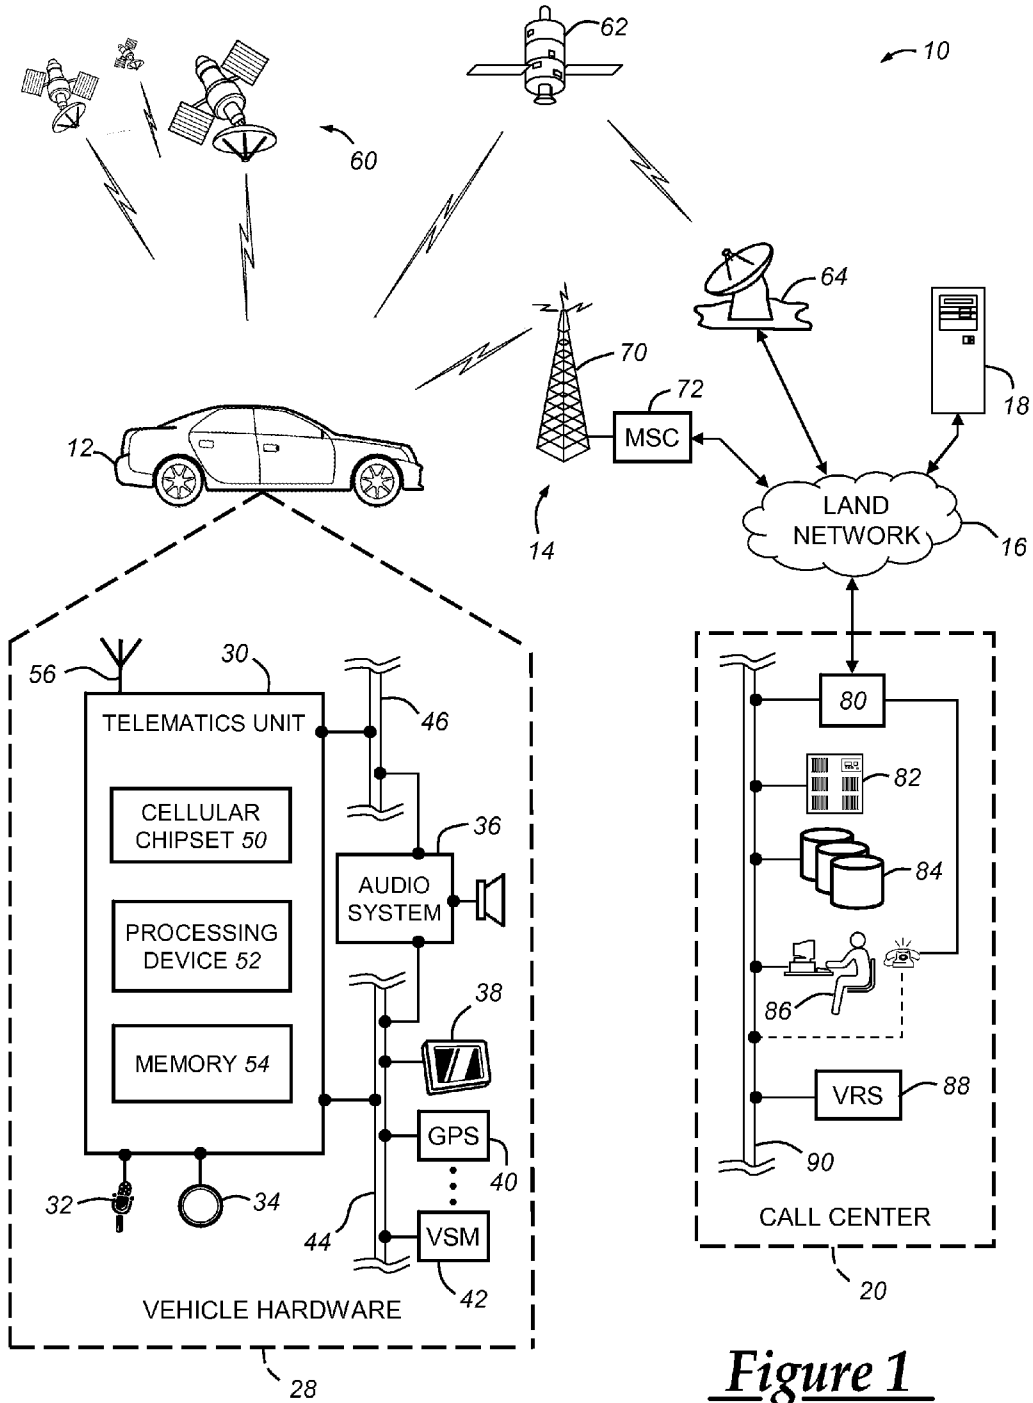 62
10
60
64
70
72
MSC
18
12
LAND
NETWORK
14
16
56
30
TELEMATICS UNIT
46
80
CELLULAR
CHIPSET 50
82
36
AUDIO
SYSTEM
84
PROCESSING
DEVICE 52
86
38
MEMORY 54
VRS
88
GPS
40
90
32
34
44
VSM
42
CALL CENTER
20
VEHICLE HARDWARE
28
Figure 1